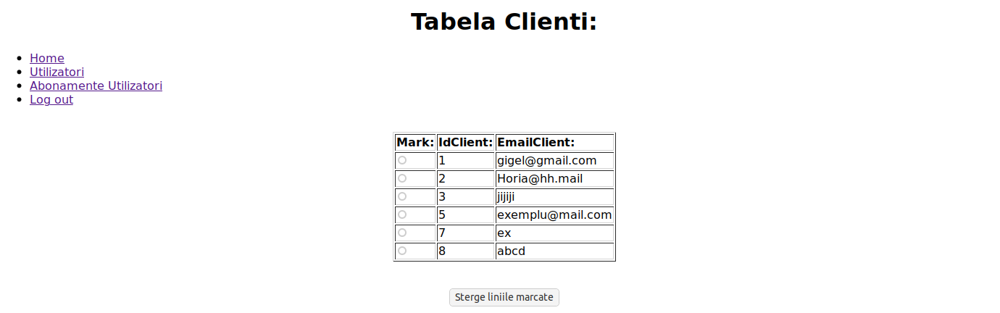 Tabela Clienti:
Home
Utilizatori
Abonamente Utilizatori
Log out
Mark: IdClient: EmailClient:
1 gigel@gmail.com
2 Horia@hh.mail
3 jijiji
5 exemplu@mail.com
7 ex
8 abcd
Sterge liniile marcate